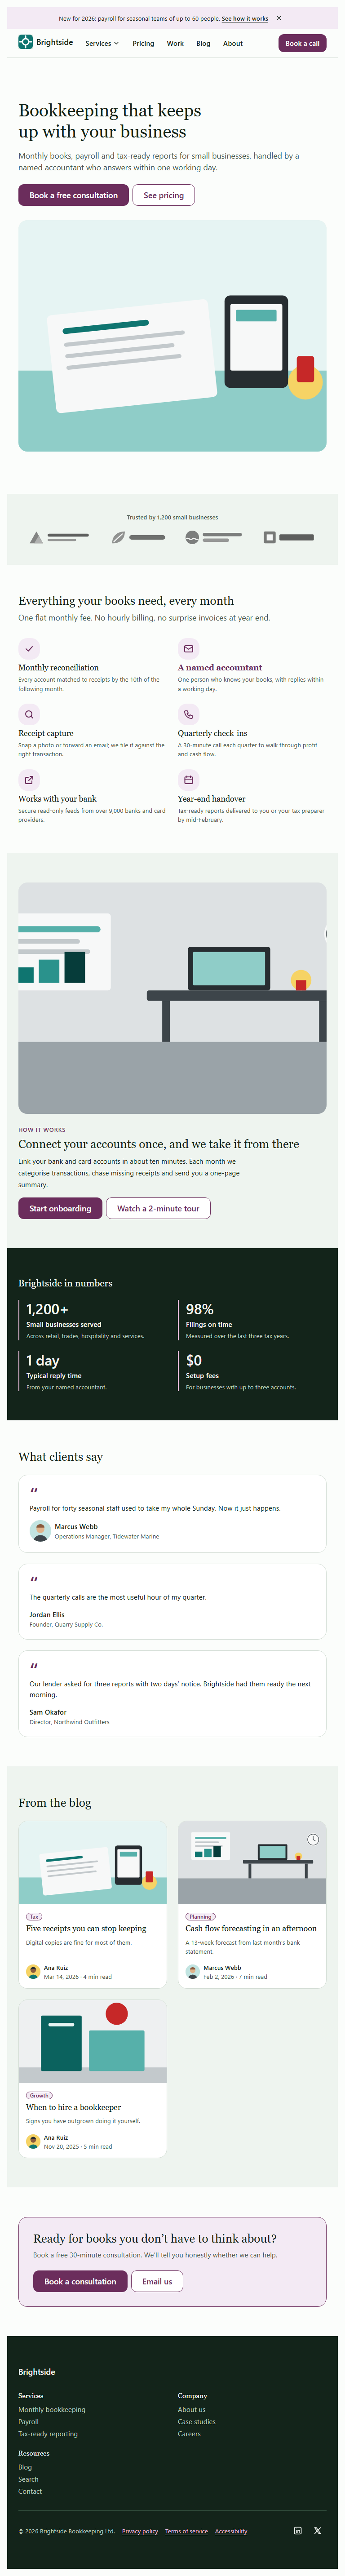 New for 2026: payroll for seasonal teams of up to 60 people. See how it works
Brightside
Services
Pricing
Work
Blog
About
Book a call
Bookkeeping that keeps
up with your business
Monthly books, payroll and tax-ready reports for small businesses, handled by a
named accountant who answers within one working day.
Book a free consultation
See pricing
Trusted by 1,200 small businesses
Everything your books need, every month
One flat monthly fee. No hourly billing, no surprise invoices at year end.
Monthly reconciliation
Every account matched to receipts by the 10th of the
following month.
A named accountant
One person who knows your books, with replies within
a working day.
Receipt capture
Snap a photo or forward an email; we file it against the
right transaction.
Quarterly check-ins
A 30-minute call each quarter to walk through profit
and cash flow.
Works with your bank
Secure read-only feeds from over 9,000 banks and card
providers.
Year-end handover
Tax-ready reports delivered to you or your tax preparer
by mid-February.
HOW IT WORKS
Connect your accounts once, and we take it from there
Link your bank and card accounts in about ten minutes. Each month we
categorise transactions, chase missing receipts and send you a one-page
summary.
Start onboarding
Watch a 2-minute tour
Brightside in numbers
1,200+
Small businesses served
Across retail, trades, hospitality and services.
98%
Filings on time
Measured over the last three tax years.
1 day
Typical reply time
From your named accountant.
$0
Setup fees
For businesses with up to three accounts.
What clients say
“
Payroll for forty seasonal staff used to take my whole Sunday. Now it just happens.
Marcus Webb
Operations Manager, Tidewater Marine
“
The quarterly calls are the most useful hour of my quarter.
Jordan Ellis
Founder, Quarry Supply Co.
“
Our lender asked for three reports with two days’ notice. Brightside had them ready the next
morning.
Sam Okafor
Director, Northwind Outfitters
From the blog
Tax
Five receipts you can stop keeping
Digital copies are fine for most of them.
Ana Ruiz
Mar 14, 2026 · 4 min read
Planning
Cash flow forecasting in an afternoon
A 13-week forecast from last month’s bank
statement.
Marcus Webb
Feb 2, 2026 · 7 min read
Growth
When to hire a bookkeeper
Signs you have outgrown doing it yourself.
Ana Ruiz
Nov 20, 2025 · 5 min read
Ready for books you don’t have to think about?
Book a free 30-minute consultation. We’ll tell you honestly whether we can help.
Book a consultation
Email us
Brightside
Services
Monthly bookkeeping
Payroll
Tax-ready reporting
Company
About us
Case studies
Careers
Resources
Blog
Search
Contact
© 2026 Brightside Bookkeeping Ltd.
Privacy policy
Terms of service
Accessibility